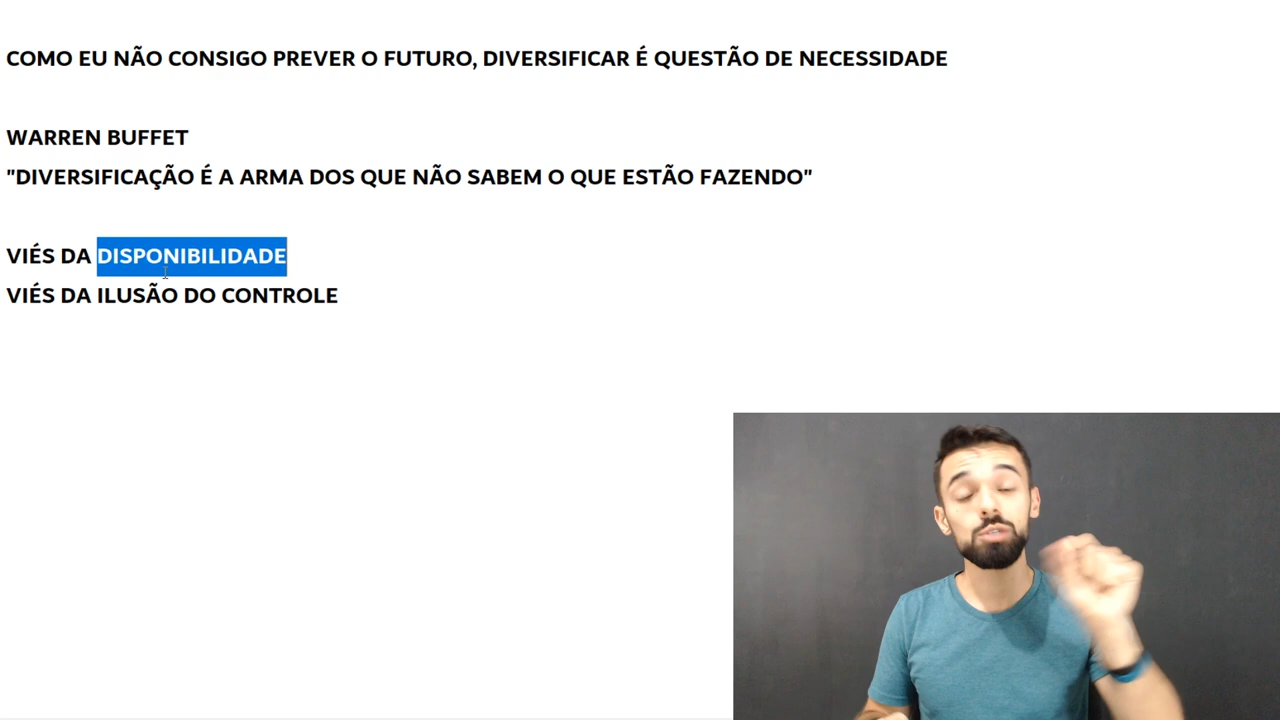 COMO EU NÃO CONSIGO PREVER O FUTURO, DIVERSIFICAR É QUESTÃO DE NECESSIDADE
WARREN BUFFET
"DIVERSIFICAÇÃO É A ARMA DOS QUE NÃO SABEM O QUE ESTÃO FAZENDO"
VIÉS DA DISPONIBILIDADE
VIÉS DA ILUSÃO DO CONTROLE